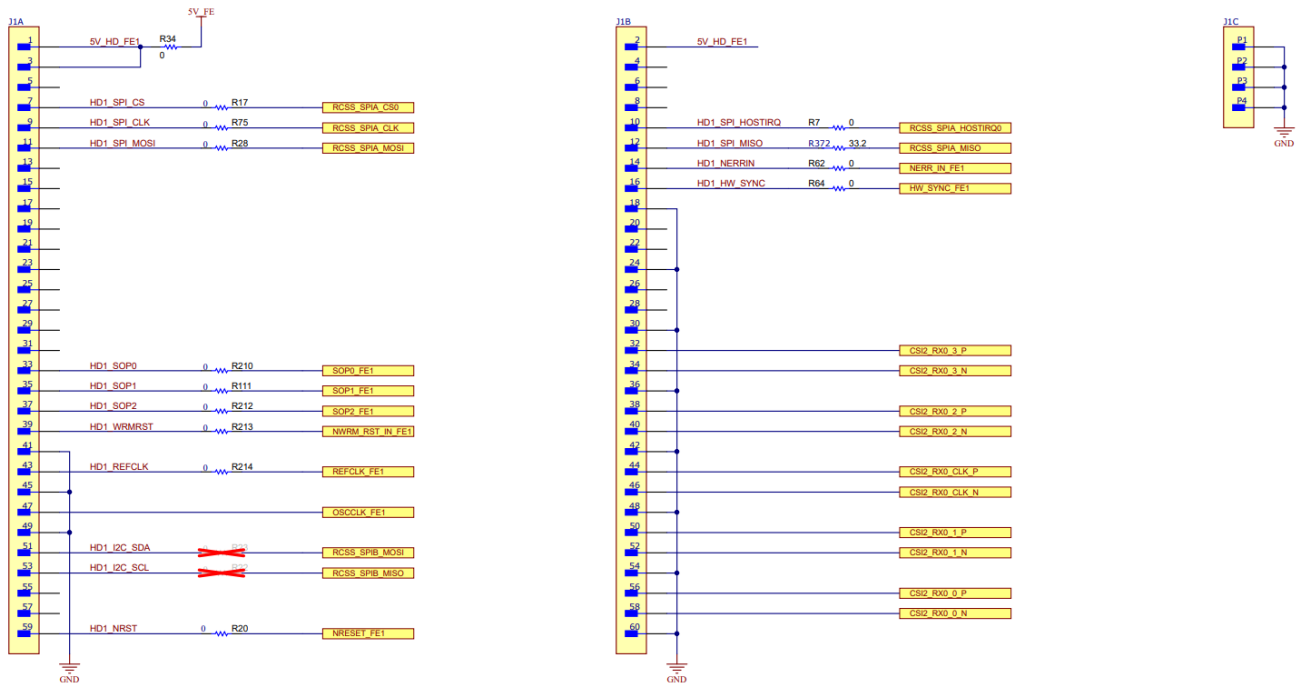 5V_FE
J1A
1 5V_HD_FE1 R34
0
3
5
7 HD1_SPI_CS 0 R17 RCSS_SPIA_CS0
9 HD1_SPI_CLK 0 R75 RCSS_SPIA_CLK
11 HD1_SPI_MOSI 0 R28 RCSS_SPIA_MOSI
13
15
17
19
21
23
25
27
29
31
33 HD1_SOP0 0 R210 SOP0_FE1
35 HD1_SOP1 0 R111 SOP1_FE1
37 HD1_SOP2 0 R212 SOP2_FE1
39 HD1_WRMRST 0 R213 NWRM_RST_IN_FE1
41
43 HD1_REFCLK 0 R214 REFCLK_FE1
45
47 OSCCLK_FE1
49
51 HD1_I2C_SDA RCSS_SPIB_MOSI
53 HD1_I2C_SCL RCSS_SPIB_MISO
55
57
59 HD1_NRST 0 R20 NRESET_FE1
GND
J1B
2 5V_HD_FE1
4
6
8
10 HD1_SPI_HOSTIRQ R7 0 RCSS_SPIA_HOSTIRQ0
12 HD1_SPI_MISO R372 33.2 RCSS_SPIA_MISO
14 HD1_NERRIN R62 0 NERR_IN_FE1
16 HD1_HW_SYNC R64 0 HW_SYNC_FE1
18
20
22
24
26
28
30
32 CSI2_RX0_3_P
34 CSI2_RX0_3_N
36
38 CSI2_RX0_2_P
40 CSI2_RX0_2_N
42
44 CSI2_RX0_CLK_P
46 CSI2_RX0_CLK_N
48
50 CSI2_RX0_1_P
52 CSI2_RX0_1_N
54
56 CSI2_RX0_0_P
58 CSI2_RX0_0_N
60
GND
J1C
P1
P2
P3
P4
GND